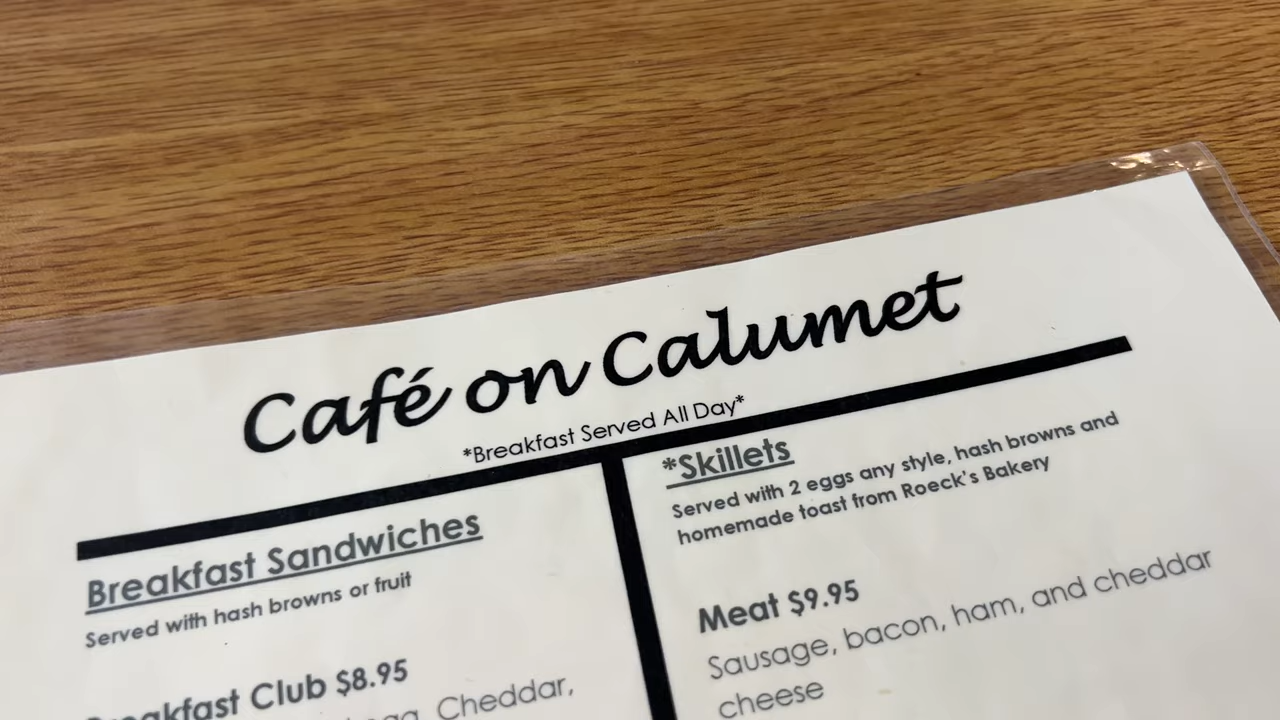 Café on Calumet
*Breakfast Served All Day*
Breakfast Sandwiches
Served with hash browns or fruit
Breakfast Club $8.95
Cheddar,
*Skillets
Served with 2 eggs any style, hash browns and
homemade toast from Roeck's Bakery
Meat $9.95
Sausage, bacon, ham, and cheddar
cheese